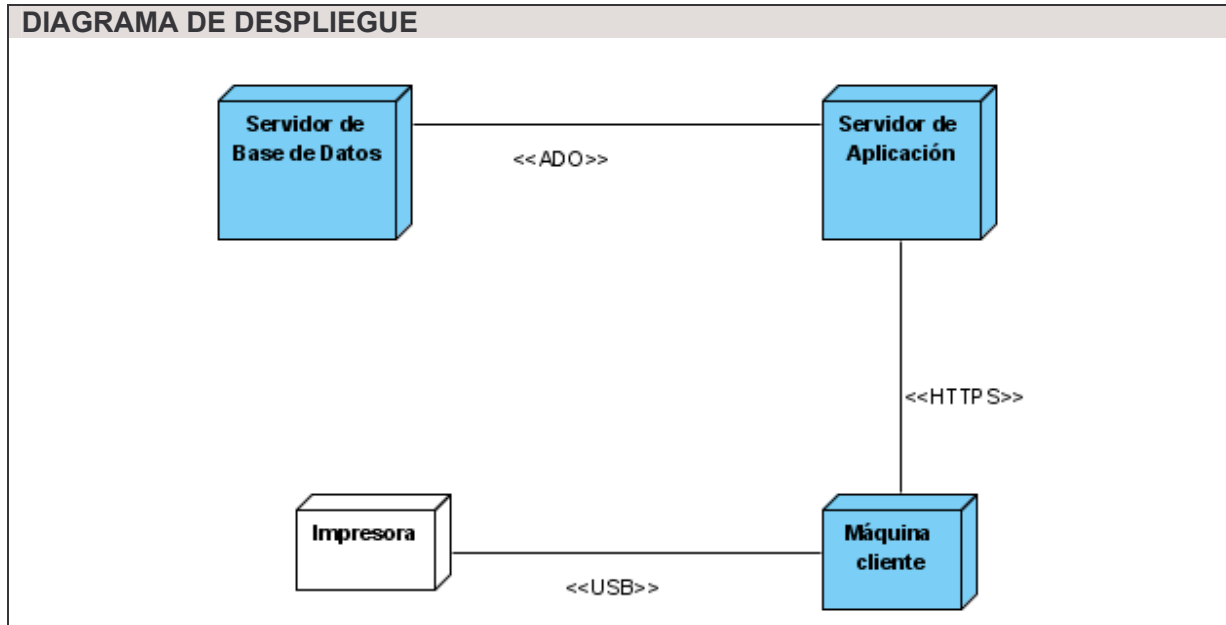 DIAGRAMA DE DESPLIEGUE
Servidor de
Base de Datos
<<ADO>>
Servidor de
Aplicación
<<HTTPS>>
Impresora
<<USB>>
Máquina
cliente